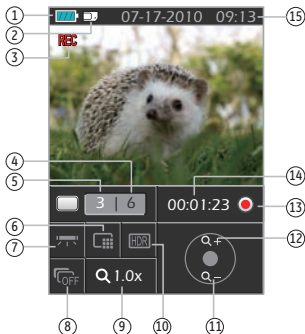 ① 07-17-2010 09:13 ⑮
②
③ REC
④
⑤ ⑭
3 | 6 00:01:23 ⑬
⑥ ⑫
⑦ HDR
OFF 1.0x + −
⑧ ⑨ ⑩ ⑪